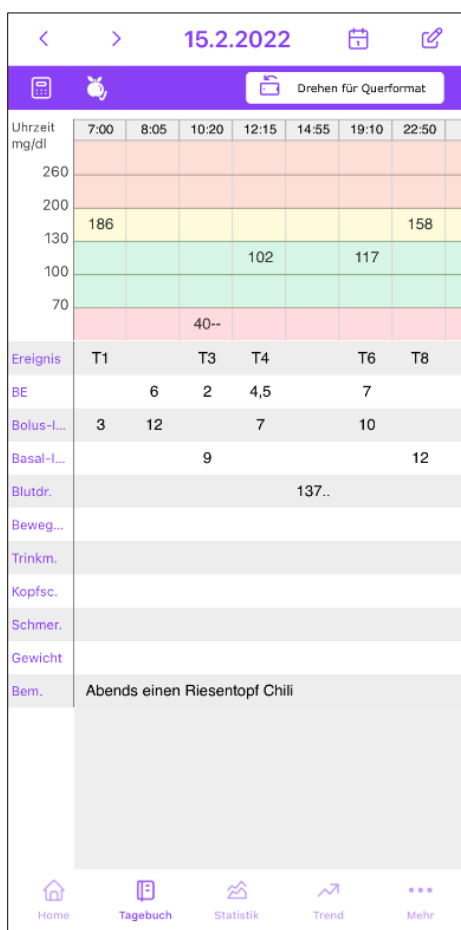 15.2.2022
Drehen für Querformat
Uhrzeit 7:00 8:05 10:20 12:15 14:55 19:10 22:50
mg/dl
260
200
186 158
130
102 117
100
70
40--
Ereignis T1 T3 T4 T6 T8
BE 6 2 4,5 7
Bolus-I... 3 12 7 10
Basal-I... 9 12
Blutdr. 137..
Beweg...
Trinkm.
Kopfsc.
Schmer.
Gewicht
Bem. Abends einen Riesentopf Chili
Home Tagebuch Statistik Trend Mehr